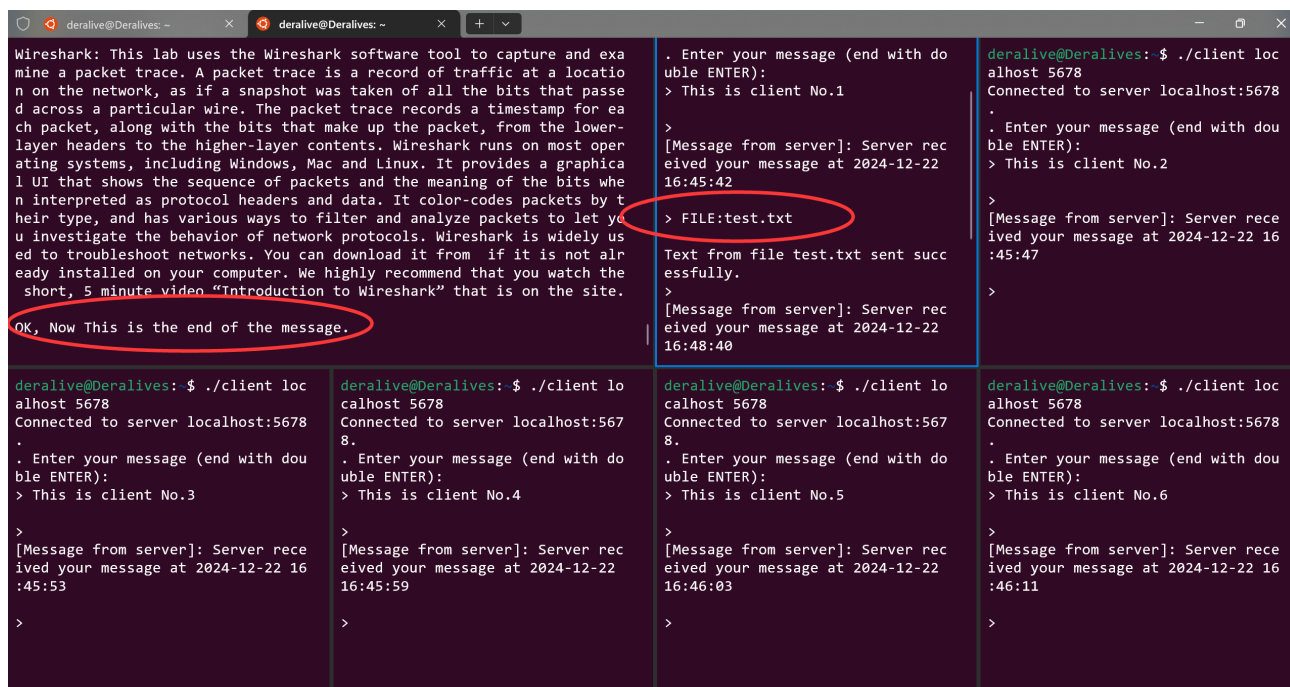 deralive@Deralives: ~
deralive@Deralives: ~
Wireshark: This lab uses the Wireshark software tool to capture and exa
mine a packet trace. A packet trace is a record of traffic at a locatio
n on the network, as if a snapshot was taken of all the bits that passe
d across a particular wire. The packet trace records a timestamp for ea
ch packet, along with the bits that make up the packet, from the lower-
layer headers to the higher-layer contents. Wireshark runs on most oper
ating systems, including Windows, Mac and Linux. It provides a graphica
l UI that shows the sequence of packets and the meaning of the bits whe
n interpreted as protocol headers and data. It color-codes packets by t
heir type, and has various ways to filter and analyze packets to let yo
u investigate the behavior of network protocols. Wireshark is widely us
ed to troubleshoot networks. You can download it from  if it is not alr
eady installed on your computer. We highly recommend that you watch the
 short, 5 minute video “Introduction to Wireshark” that is on the site.
OK, Now This is the end of the message.
. Enter your message (end with do
uble ENTER):
> This is client No.1
>
[Message from server]: Server rec
eived your message at 2024-12-22
16:45:42
> FILE:test.txt
Text from file test.txt sent succ
essfully.
>
[Message from server]: Server rec
eived your message at 2024-12-22
16:48:40
deralive@Deralives:~$ ./client loc
alhost 5678
Connected to server localhost:5678
.
. Enter your message (end with dou
ble ENTER):
> This is client No.2
>
[Message from server]: Server rece
ived your message at 2024-12-22 16
:45:47
>
deralive@Deralives:~$ ./client loc
alhost 5678
Connected to server localhost:5678
.
. Enter your message (end with dou
ble ENTER):
> This is client No.3
>
[Message from server]: Server rece
ived your message at 2024-12-22 16
:45:53
>
deralive@Deralives:~$ ./client lo
calhost 5678
Connected to server localhost:567
8.
. Enter your message (end with do
uble ENTER):
> This is client No.4
>
[Message from server]: Server rec
eived your message at 2024-12-22
16:45:59
>
deralive@Deralives:~$ ./client lo
calhost 5678
Connected to server localhost:567
8.
. Enter your message (end with do
uble ENTER):
> This is client No.5
>
[Message from server]: Server rec
eived your message at 2024-12-22
16:46:03
>
deralive@Deralives:~$ ./client loc
alhost 5678
Connected to server localhost:5678
.
. Enter your message (end with dou
ble ENTER):
> This is client No.6
>
[Message from server]: Server rece
ived your message at 2024-12-22 16
:46:11
>